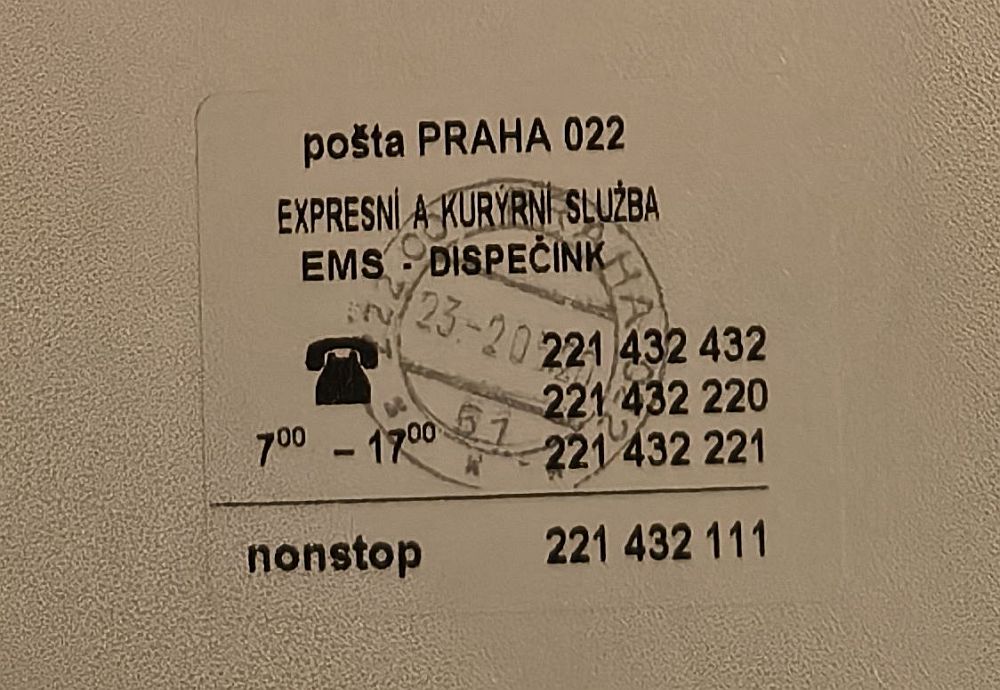 pošta PRAHA 022
EXPRESNÍ A KURÝRNÍ SLUŽBA
EMS - DISPEČINK
221 432 432
221 432 220
7⁰⁰ – 17⁰⁰ 221 432 221
nonstop 221 432 111